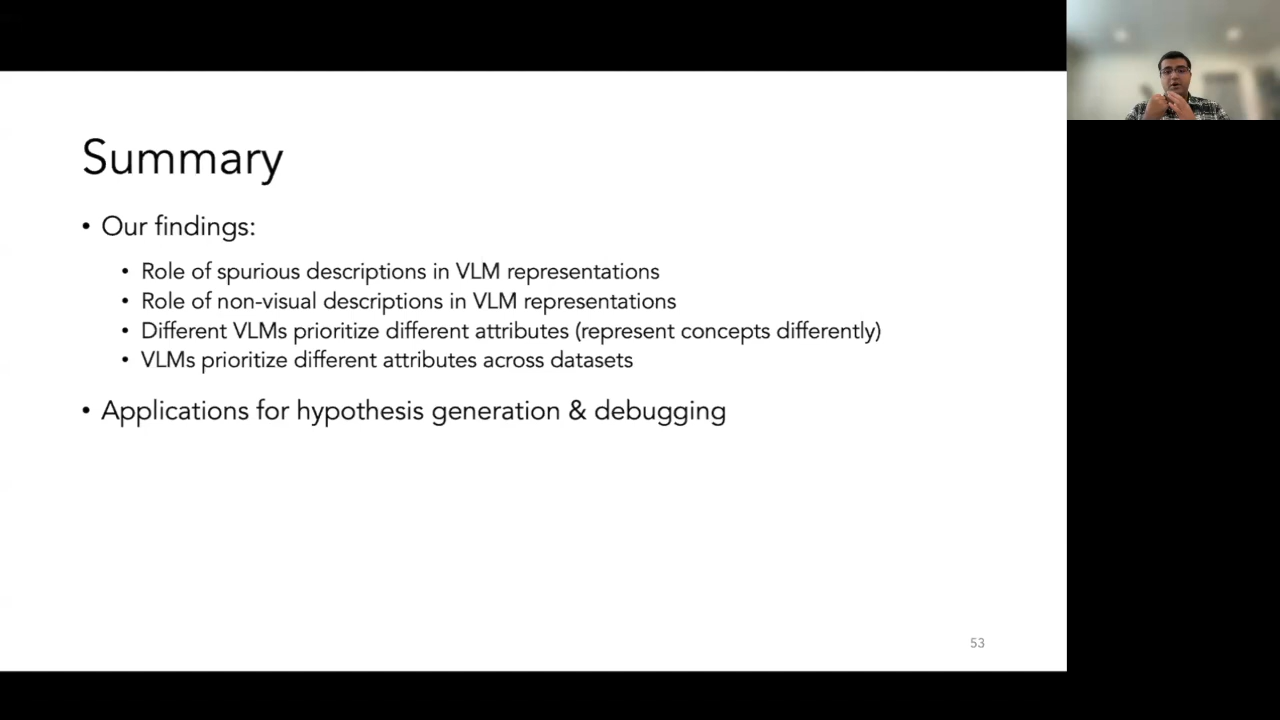 Summary
• Our findings:
• Role of spurious descriptions in VLM representations
• Role of non-visual descriptions in VLM representations
• Different VLMs prioritize different attributes (represent concepts differently)
• VLMs prioritize different attributes across datasets
• Applications for hypothesis generation & debugging
53